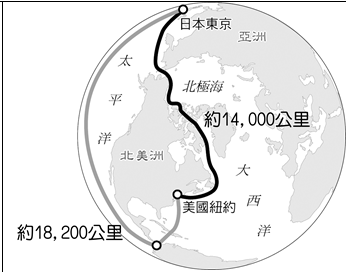 日本東京
亞洲
太平洋
北極海
約14,000公里
北美洲
大西洋
美國紐約
約18,200公里